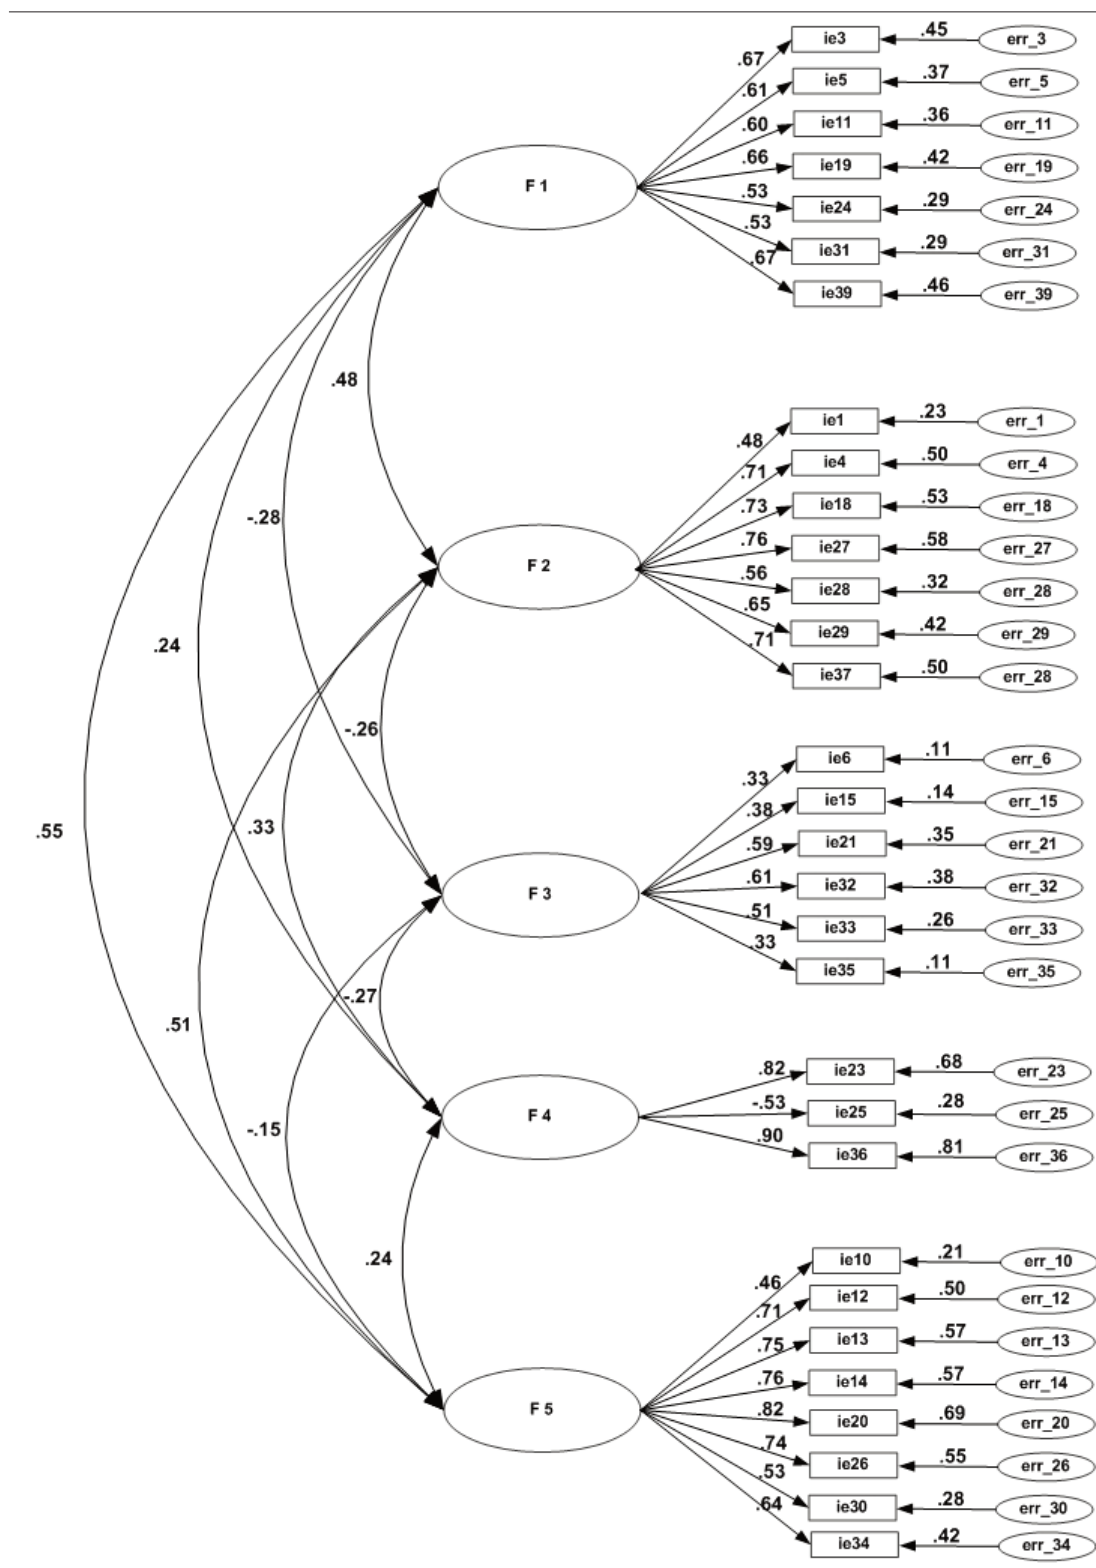 .67 ie3 .45 err_3
.61 ie5 .37 err_5
.60 ie11 .36 err_11
F 1
.66 ie19 .42 err_19
.53 ie24 .29 err_24
.53 ie31 .29 err_31
.67 ie39 .46 err_39
.48
.48 ie1 .23 err_1
.71 ie4 .50 err_4
.73 ie18 .53 err_18
-.28
.76 ie27 .58 err_27
F 2
.56 ie28 .32 err_28
.65 ie29 .42 err_29
.24
.71 ie37 .50 err_28
-.26
.33 ie6 .11 err_6
.38 ie15 .14 err_15
.55
.33
.59 ie21 .35 err_21
.61 ie32 .38 err_32
F 3
.51 ie33 .26 err_33
.33 ie35 .11 err_35
-.27
.51
.82 ie23 .68 err_23
-.53 ie25 .28 err_25
F 4
-.15
.90 ie36 .81 err_36
.24
.46 ie10 .21 err_10
.71 ie12 .50 err_12
.75 ie13 .57 err_13
.76 ie14 .57 err_14
F 5
.82 ie20 .69 err_20
.74 ie26 .55 err_26
.53 ie30 .28 err_30
.64 ie34 .42 err_34